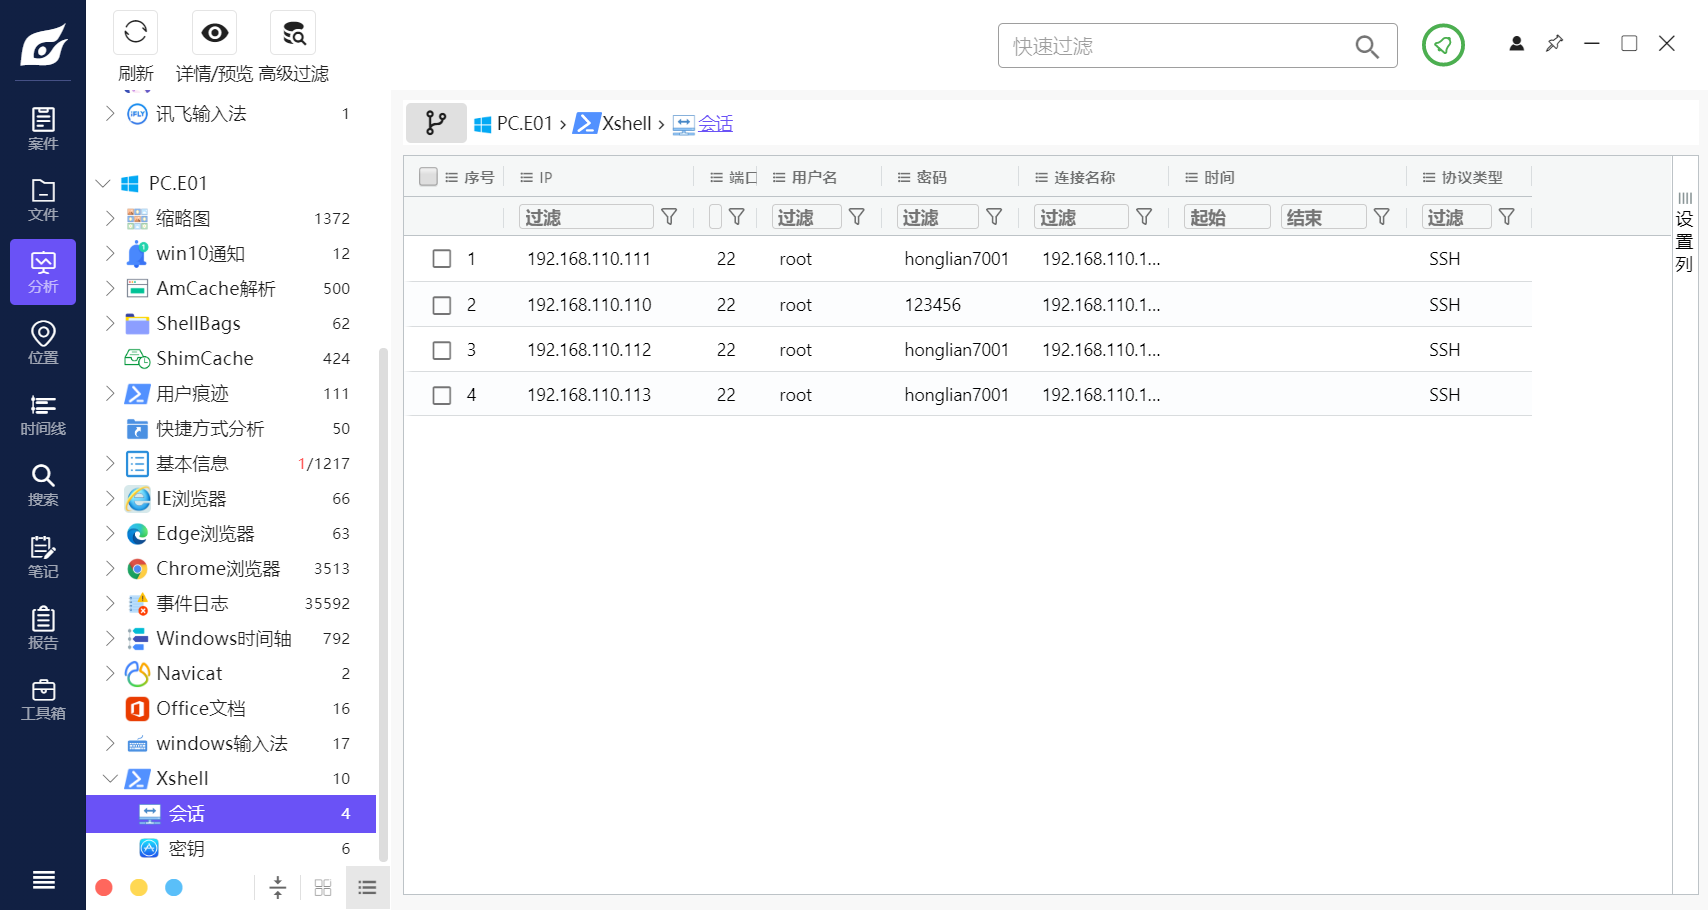 刷新
详情/预览
高级过滤
快速过滤
案件
文件
分析
位置
时间线
搜索
笔记
报告
工具箱
iFLY 讯飞输入法 1
PC.E01
缩略图 1372
win10通知 12
AmCache解析 500
ShellBags 62
ShimCache 424
用户痕迹 111
快捷方式分析 50
基本信息 1/1217
IE浏览器 66
Edge浏览器 63
Chrome浏览器 3513
事件日志 35592
Windows时间轴 792
Navicat 2
Office文档 16
windows输入法 17
Xshell 10
会话 4
密钥 6
PC.E01 › Xshell › 会话
序号 IP 端口 用户名 密码 连接名称 时间 协议类型
过滤 过滤 过滤 过滤 起始 结束 过滤
1 192.168.110.111 22 root honglian7001 192.168.110.1... SSH
2 192.168.110.110 22 root 123456 192.168.110.1... SSH
3 192.168.110.112 22 root honglian7001 192.168.110.1... SSH
4 192.168.110.113 22 root honglian7001 192.168.110.1... SSH
设置列